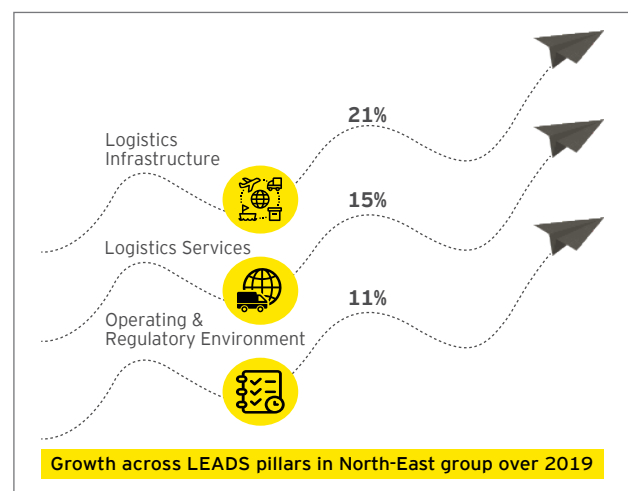 21%
Logistics
Infrastructure
15%
Logistics Services
11%
Operating &
Regulatory Environment
Growth across LEADS pillars in North-East group over 2019